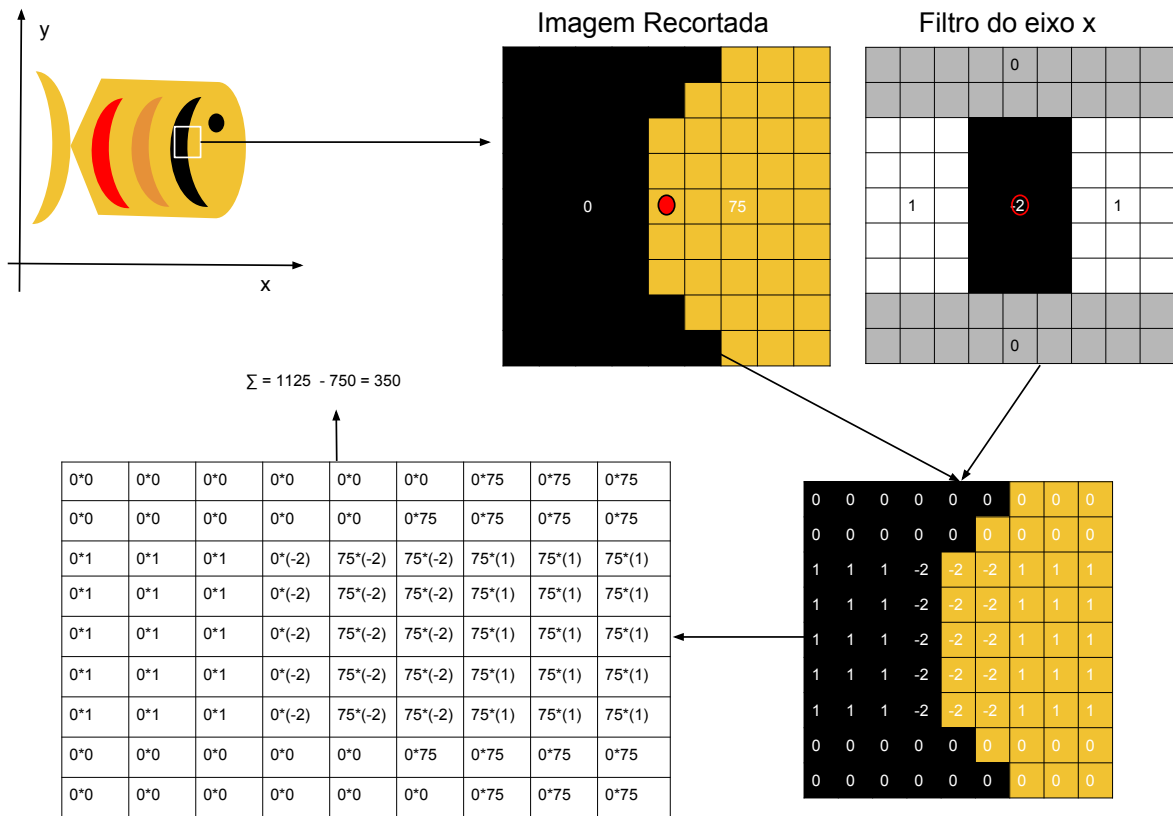 y
x
Imagem Recortada
0
75
Filtro do eixo x
0
1
-2
1
0
∑ = 1125 - 750 = 350
0*0 0*0 0*0 0*0 0*0 0*0 0*75 0*75 0*75
0*0 0*0 0*0 0*0 0*0 0*75 0*75 0*75 0*75
0*1 0*1 0*1 0*(-2) 75*(-2) 75*(-2) 75*(1) 75*(1) 75*(1)
0*1 0*1 0*1 0*(-2) 75*(-2) 75*(-2) 75*(1) 75*(1) 75*(1)
0*1 0*1 0*1 0*(-2) 75*(-2) 75*(-2) 75*(1) 75*(1) 75*(1)
0*1 0*1 0*1 0*(-2) 75*(-2) 75*(-2) 75*(1) 75*(1) 75*(1)
0*1 0*1 0*1 0*(-2) 75*(-2) 75*(-2) 75*(1) 75*(1) 75*(1)
0*0 0*0 0*0 0*0 0*0 0*75 0*75 0*75 0*75
0*0 0*0 0*0 0*0 0*0 0*0 0*75 0*75 0*75
0 0 0 0 0 0 0 0 0
0 0 0 0 0 0 0 0 0
1 1 1 -2 -2 -2 1 1 1
1 1 1 -2 -2 -2 1 1 1
1 1 1 -2 -2 -2 1 1 1
1 1 1 -2 -2 -2 1 1 1
1 1 1 -2 -2 -2 1 1 1
0 0 0 0 0 0 0 0 0
0 0 0 0 0 0 0 0 0